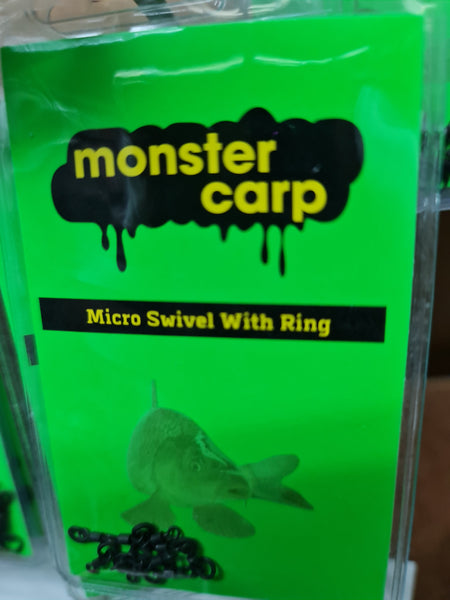 monster
carp
Micro Swivel With Ring